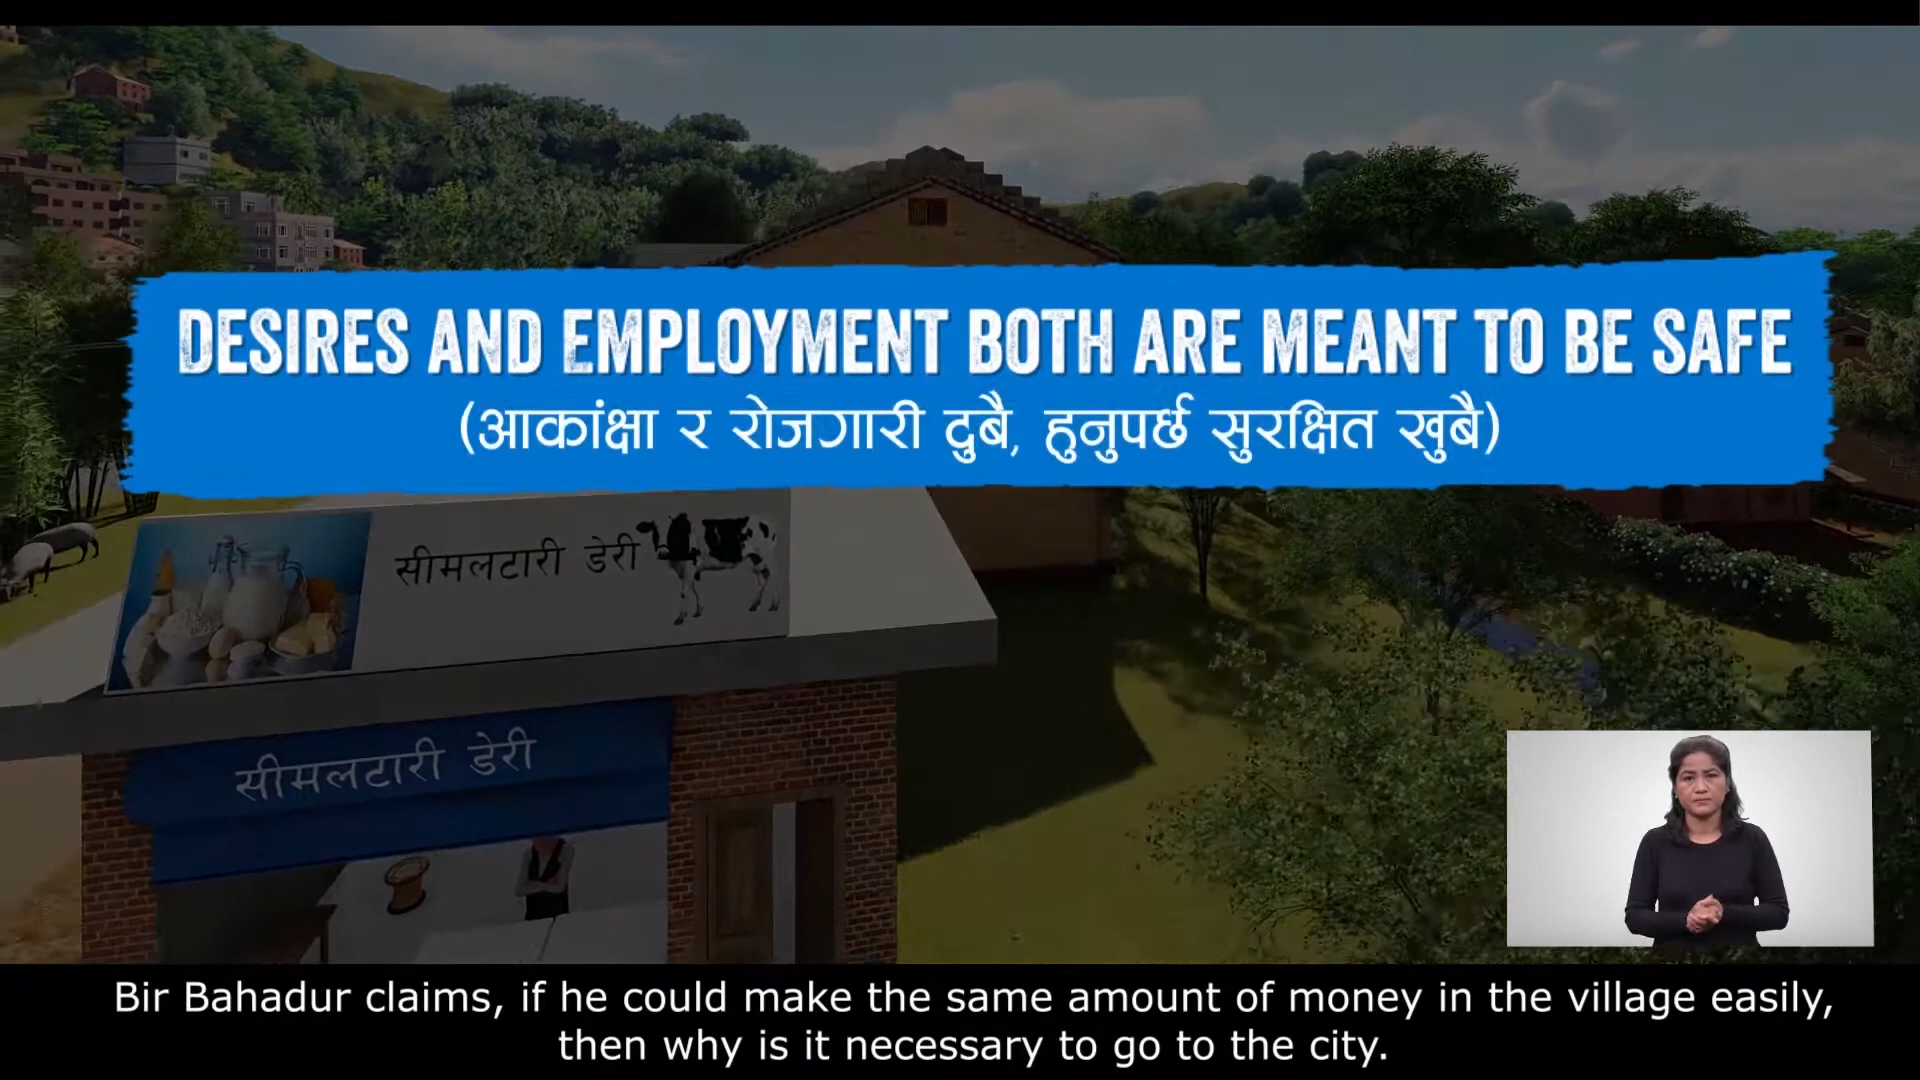 DESIRES AND EMPLOYMENT BOTH ARE MEANT TO BE SAFE
(आकांक्षा र रोजगारी दुबै, हुनुपर्छ सुरक्षित खुबै)
सीमलटारी डेरी
सीमलटारी डेरी
Bir Bahadur claims, if he could make the same amount of money in the village easily,
then why is it necessary to go to the city.